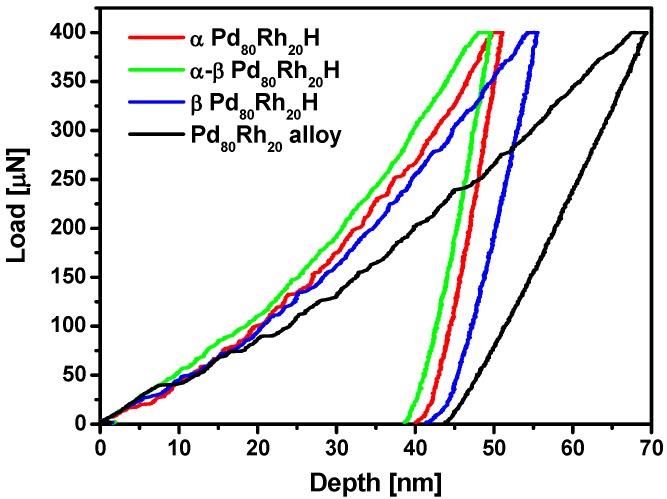 400
350
300
250
200
150
100
50
0
Load [μN]
α Pd₈₀Rh₂₀H
α-β Pd₈₀Rh₂₀H
β Pd₈₀Rh₂₀H
Pd₈₀Rh₂₀ alloy
0 10 20 30 40 50 60 70
Depth [nm]